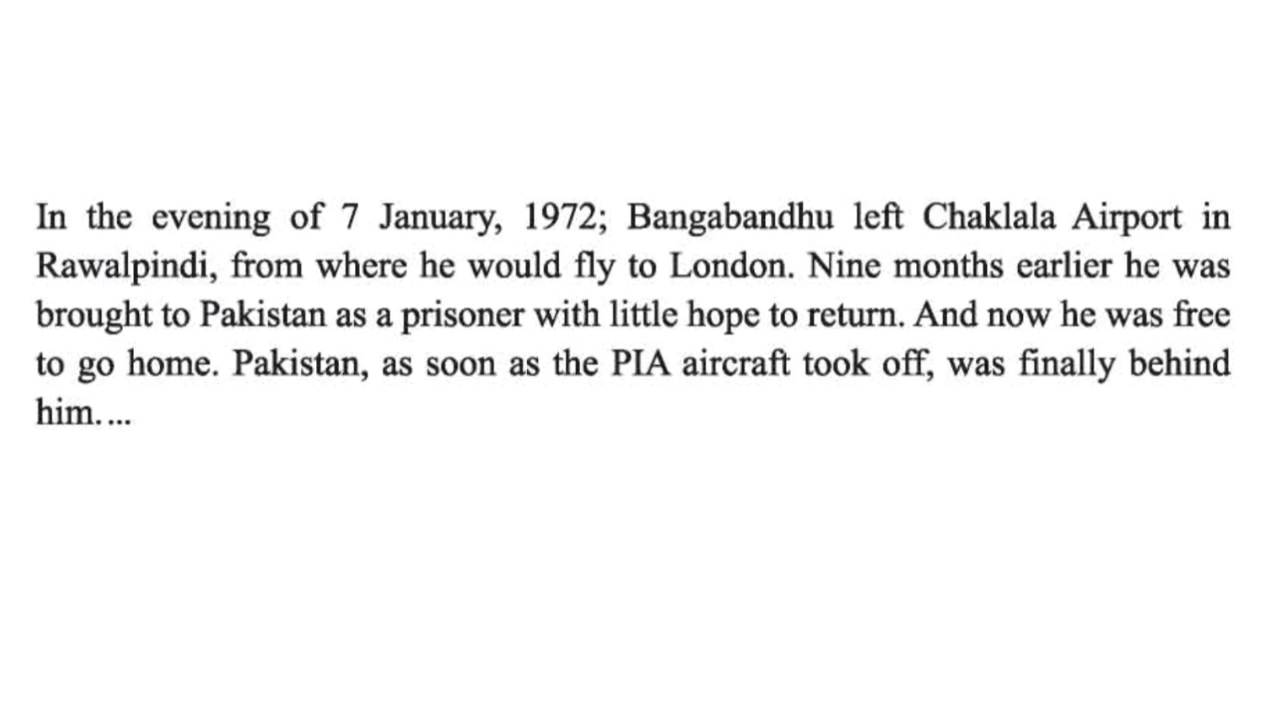 In the evening of 7 January, 1972; Bangabandhu left Chaklala Airport in
Rawalpindi, from where he would fly to London. Nine months earlier he was
brought to Pakistan as a prisoner with little hope to return. And now he was free
to go home. Pakistan, as soon as the PIA aircraft took off, was finally behind
him....